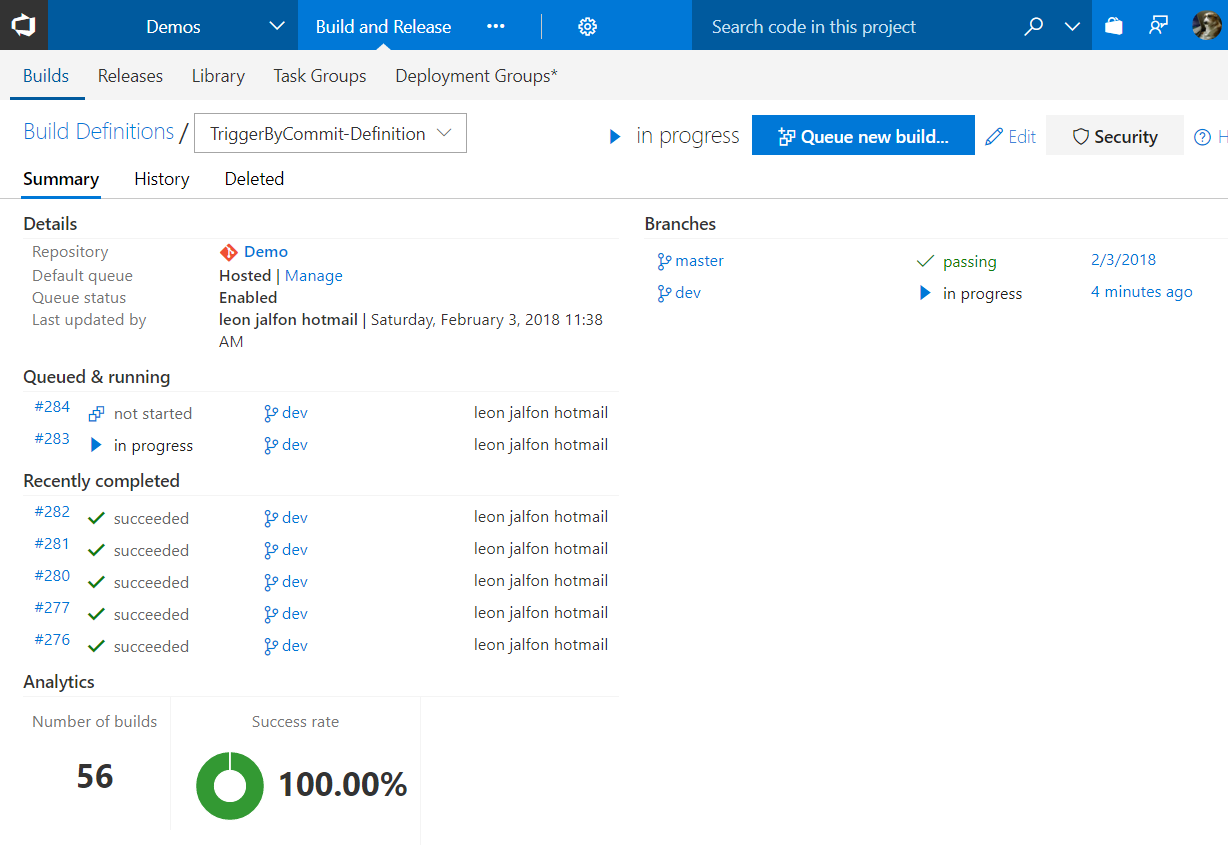 Demos Build and Release ••• Search code in this project
Builds Releases Library Task Groups Deployment Groups*
Build Definitions / TriggerByCommit-Definition in progress Queue new build... Edit Security H
Summary History Deleted
Details
Repository Demo
Default queue Hosted | Manage
Queue status Enabled
Last updated by leon jalfon hotmail | Saturday, February 3, 2018 11:38
AM
Queued & running
#284 not started dev leon jalfon hotmail
#283 in progress dev leon jalfon hotmail
Recently completed
#282 succeeded dev leon jalfon hotmail
#281 succeeded dev leon jalfon hotmail
#280 succeeded dev leon jalfon hotmail
#277 succeeded dev leon jalfon hotmail
#276 succeeded dev leon jalfon hotmail
Analytics
Number of builds Success rate
56 100.00%
Branches
master passing 2/3/2018
dev in progress 4 minutes ago